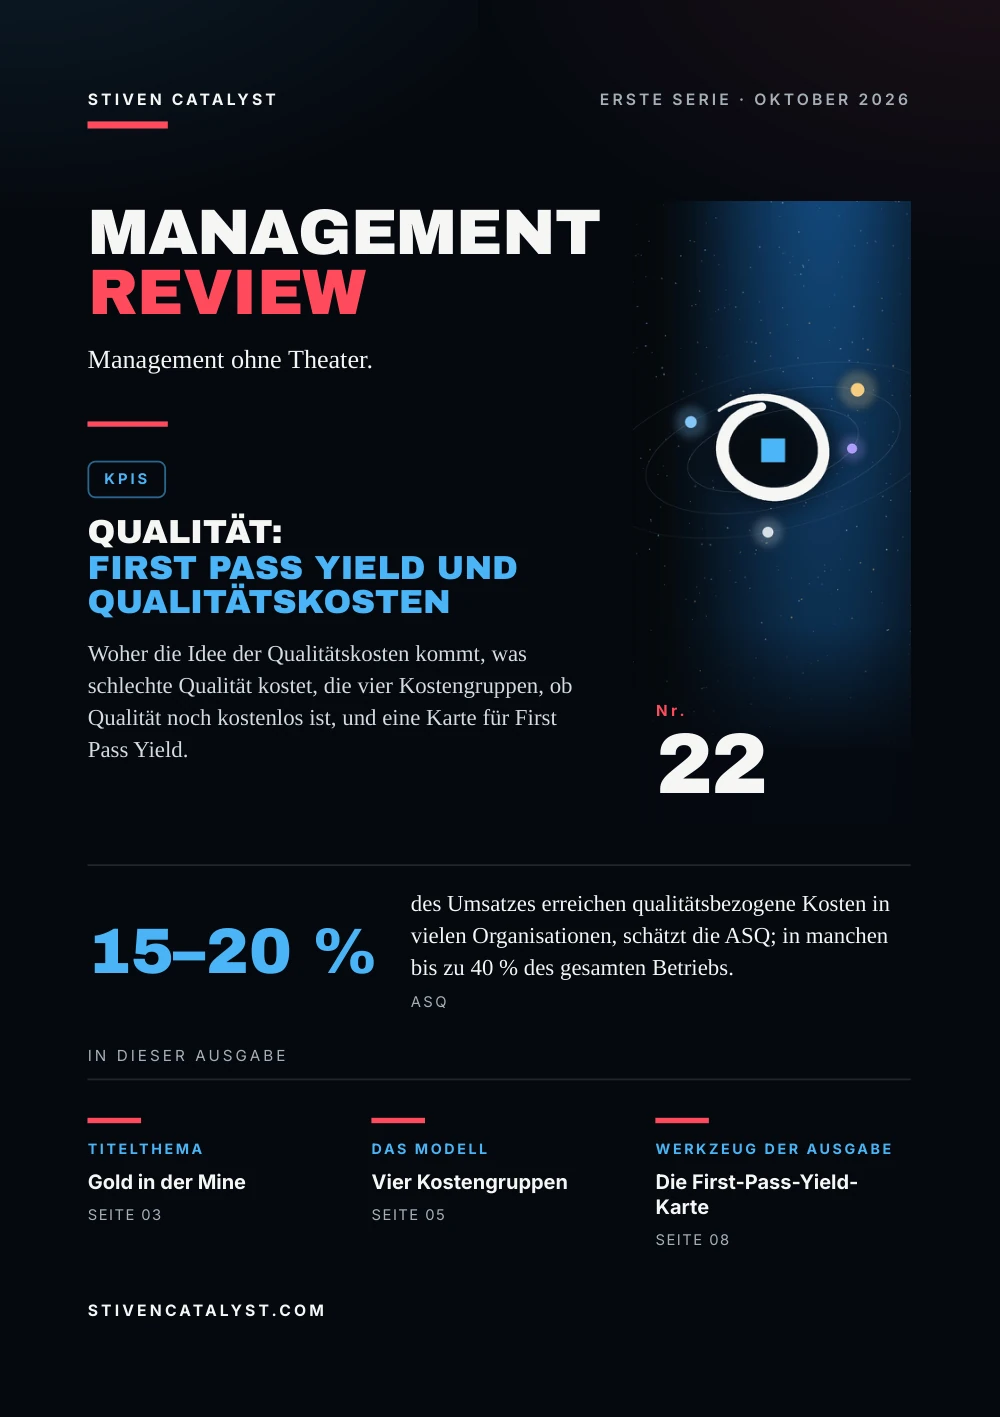 STIVEN CATALYST
ERSTE SERIE · OKTOBER 2026
MANAGEMENT
REVIEW
Management ohne Theater.
KPIS
QUALITÄT:
FIRST PASS YIELD UND
QUALITÄTSKOSTEN
Woher die Idee der Qualitätskosten kommt, was
schlechte Qualität kostet, die vier Kostengruppen, ob
Qualität noch kostenlos ist, und eine Karte für First
Pass Yield.
Nr.
22
15–20 %
des Umsatzes erreichen qualitätsbezogene Kosten in
vielen Organisationen, schätzt die ASQ; in manchen
bis zu 40 % des gesamten Betriebs.
ASQ
IN DIESER AUSGABE
TITELTHEMA
Gold in der Mine
SEITE 03
DAS MODELL
Vier Kostengruppen
SEITE 05
WERKZEUG DER AUSGABE
Die First-Pass-Yield-
Karte
SEITE 08
STIVENCATALYST.COM